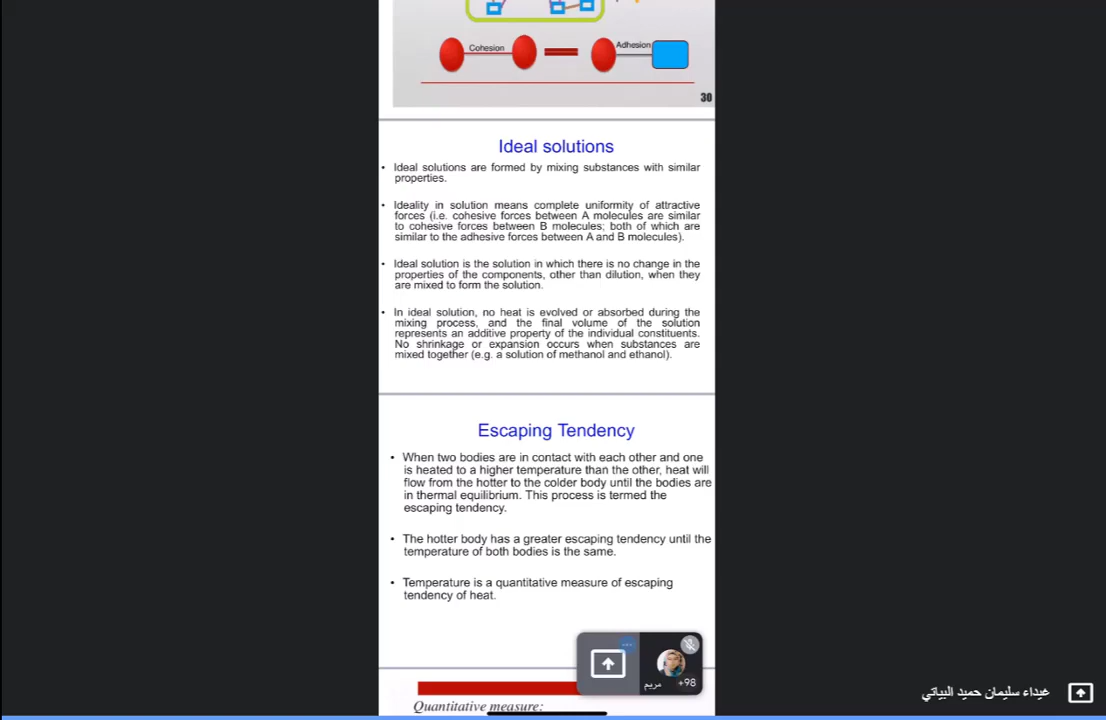 Cohesion
Adhesion
30
Ideal solutions
• Ideal solutions are formed by mixing substances with similar
properties.
• Ideality in solution means complete uniformity of attractive
forces (i.e. cohesive forces between A molecules are similar
to cohesive forces between B molecules; both of which are
similar to the adhesive forces between A and B molecules).
• Ideal solution is the solution in which there is no change in the
properties of the components, other than dilution, when they
are mixed to form the solution.
• In ideal solution, no heat is evolved or absorbed during the
mixing process, and the final volume of the solution
represents an additive property of the individual constituents.
No shrinkage or expansion occurs when substances are
mixed together (e.g. a solution of methanol and ethanol).
Escaping Tendency
• When two bodies are in contact with each other and one
is heated to a higher temperature than the other, heat will
flow from the hotter to the colder body until the bodies are
in thermal equilibrium. This process is termed the
escaping tendency.
• The hotter body has a greater escaping tendency until the
temperature of both bodies is the same.
• Temperature is a quantitative measure of escaping
tendency of heat.
مريم
+98
غيداء سليمان حميد البياتي
Quantitative measure: